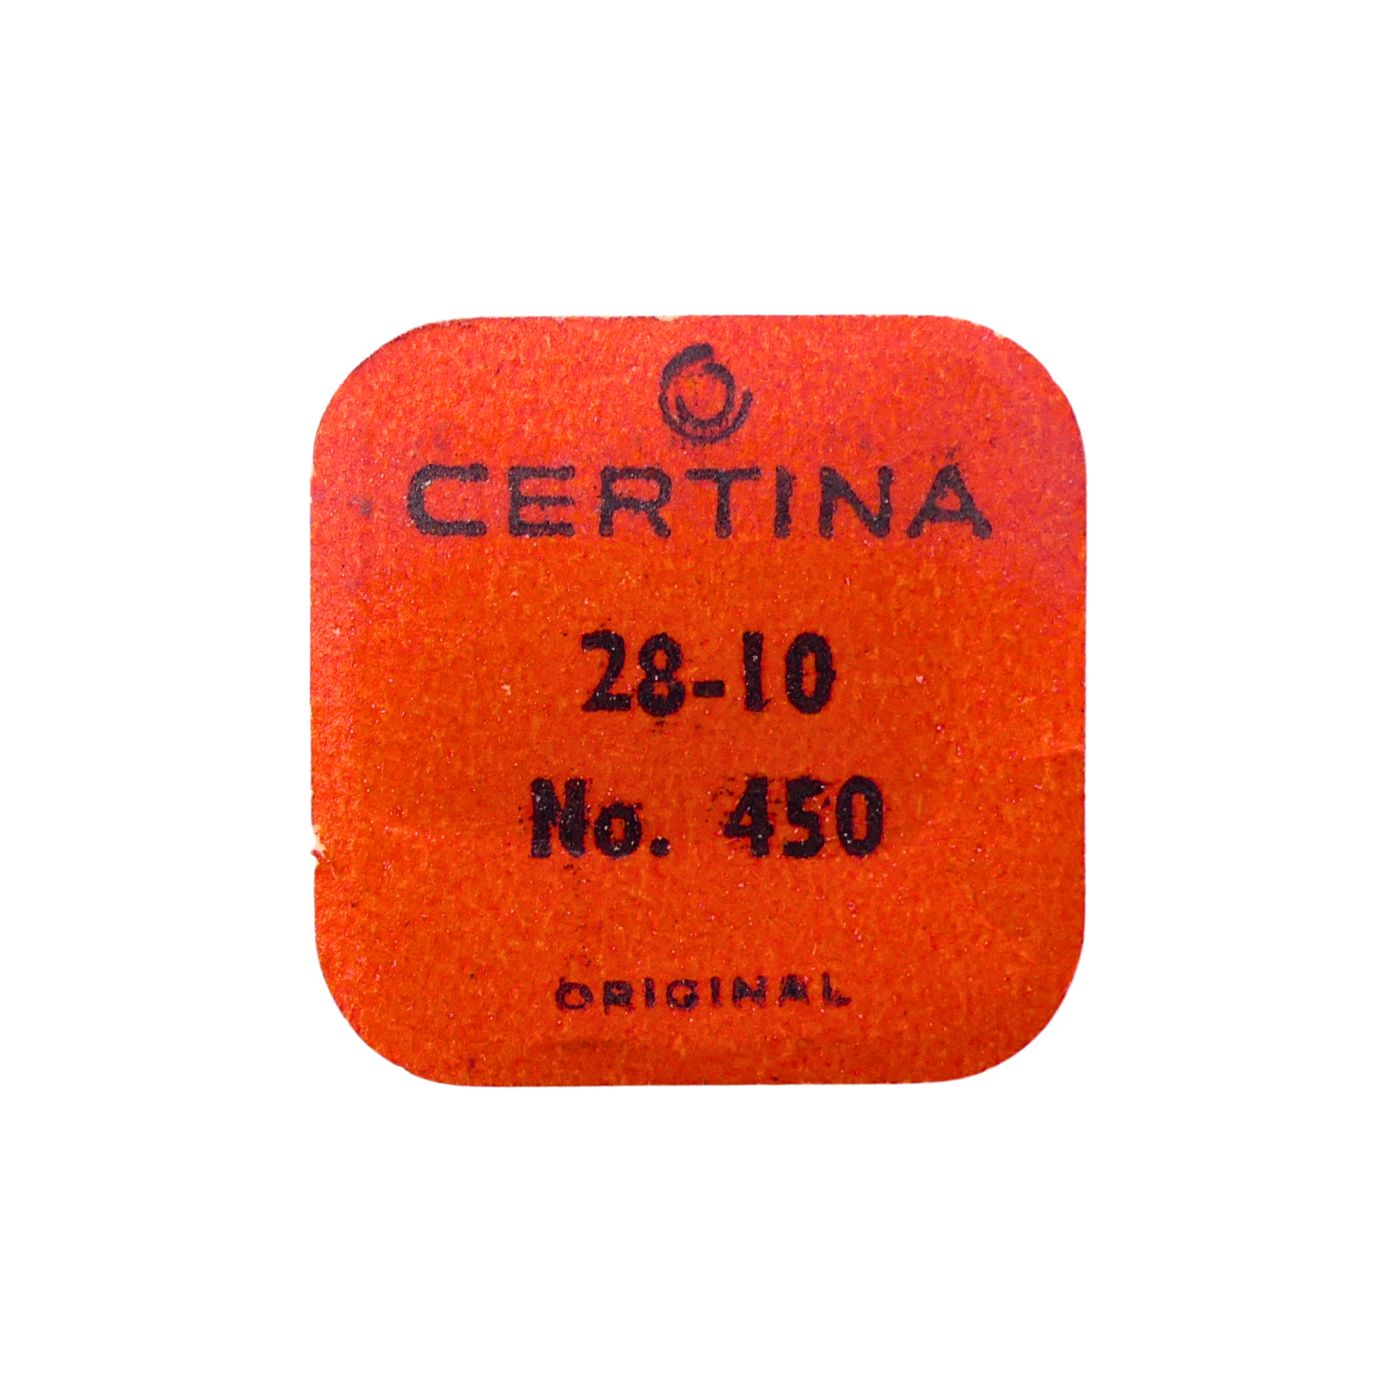 CERTINA
28-10
No. 450
ORIGINAL